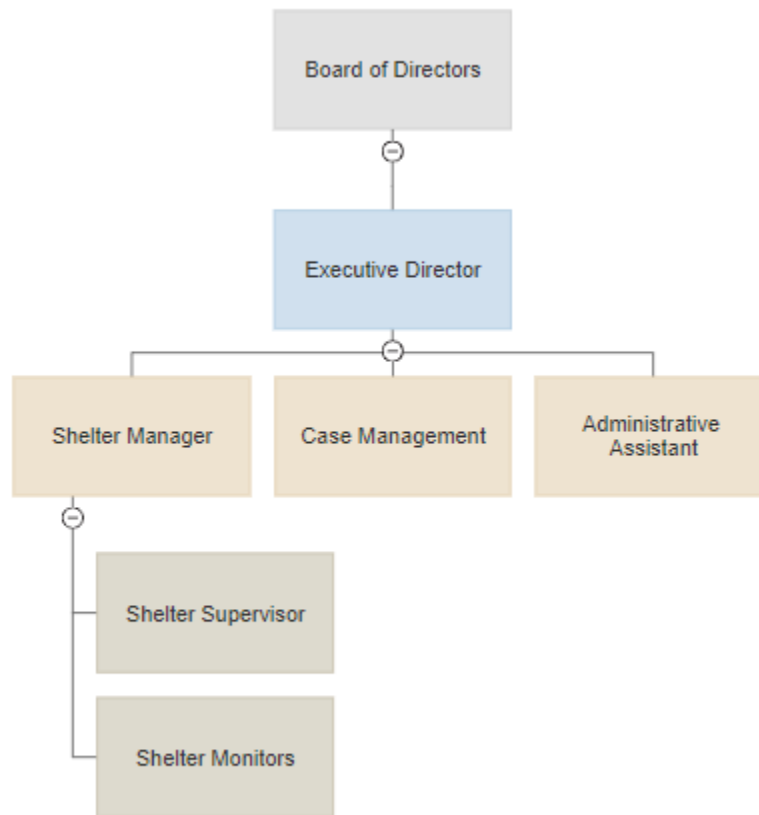 Board of Directors
Executive Director
Shelter Manager
Case Management
Administrative
Assistant
Shelter Supervisor
Shelter Monitors